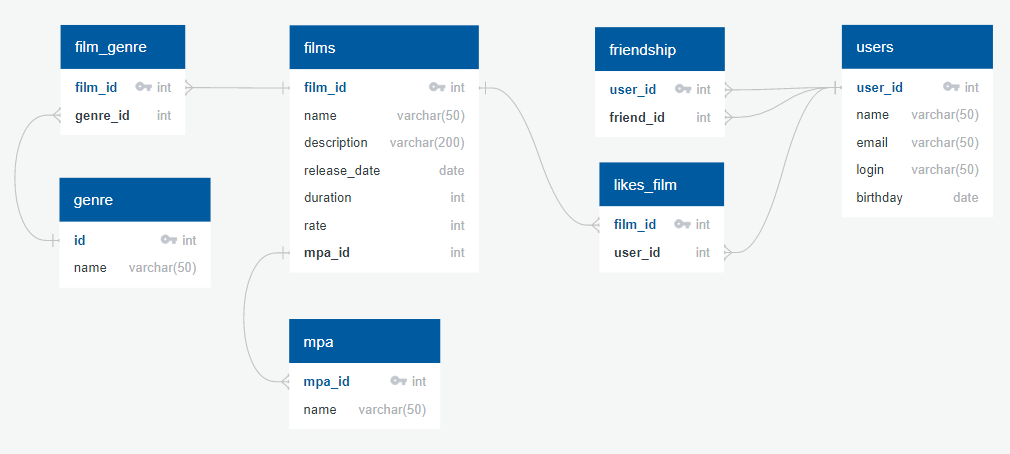 film_genre
film_id int
genre_id int
genre
id int
name varchar(50)
films
film_id int
name varchar(50)
description varchar(200)
release_date date
duration int
rate int
mpa_id int
mpa
mpa_id int
name varchar(50)
friendship
user_id int
friend_id int
likes_film
film_id int
user_id int
users
user_id int
name varchar(50)
email varchar(50)
login varchar(50)
birthday date